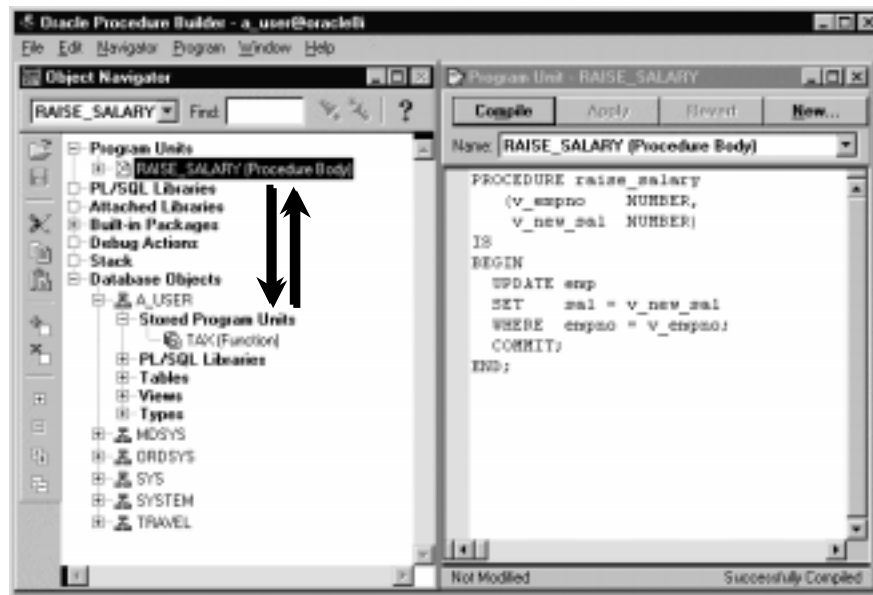 Oracle Procedure Builder - a_user@oracle8i
File Edit Navigator Program Window Help
Object Navigator
RAISE_SALARY Find:
?
Program Units
RAISE_SALARY (Procedure Body)
PL/SQL Libraries
Attached Libraries
Built-in Packages
Debug Actions
Stack
Database Objects
A_USER
Stored Program Units
TAX (Function)
PL/SQL Libraries
Tables
Views
Types
MDSYS
ORDSYS
SYS
SYSTEM
TRAVEL
Program Unit - RAISE_SALARY
Compile Apply Revert New...
Name: RAISE_SALARY (Procedure Body)
PROCEDURE raise_salary
(v_empno NUMBER,
v_new_sal NUMBER)
IS
BEGIN
UPDATE emp
SET sal = v_new_sal
WHERE empno = v_empno;
COMMIT;
END;
Not Modified Successfully Compiled